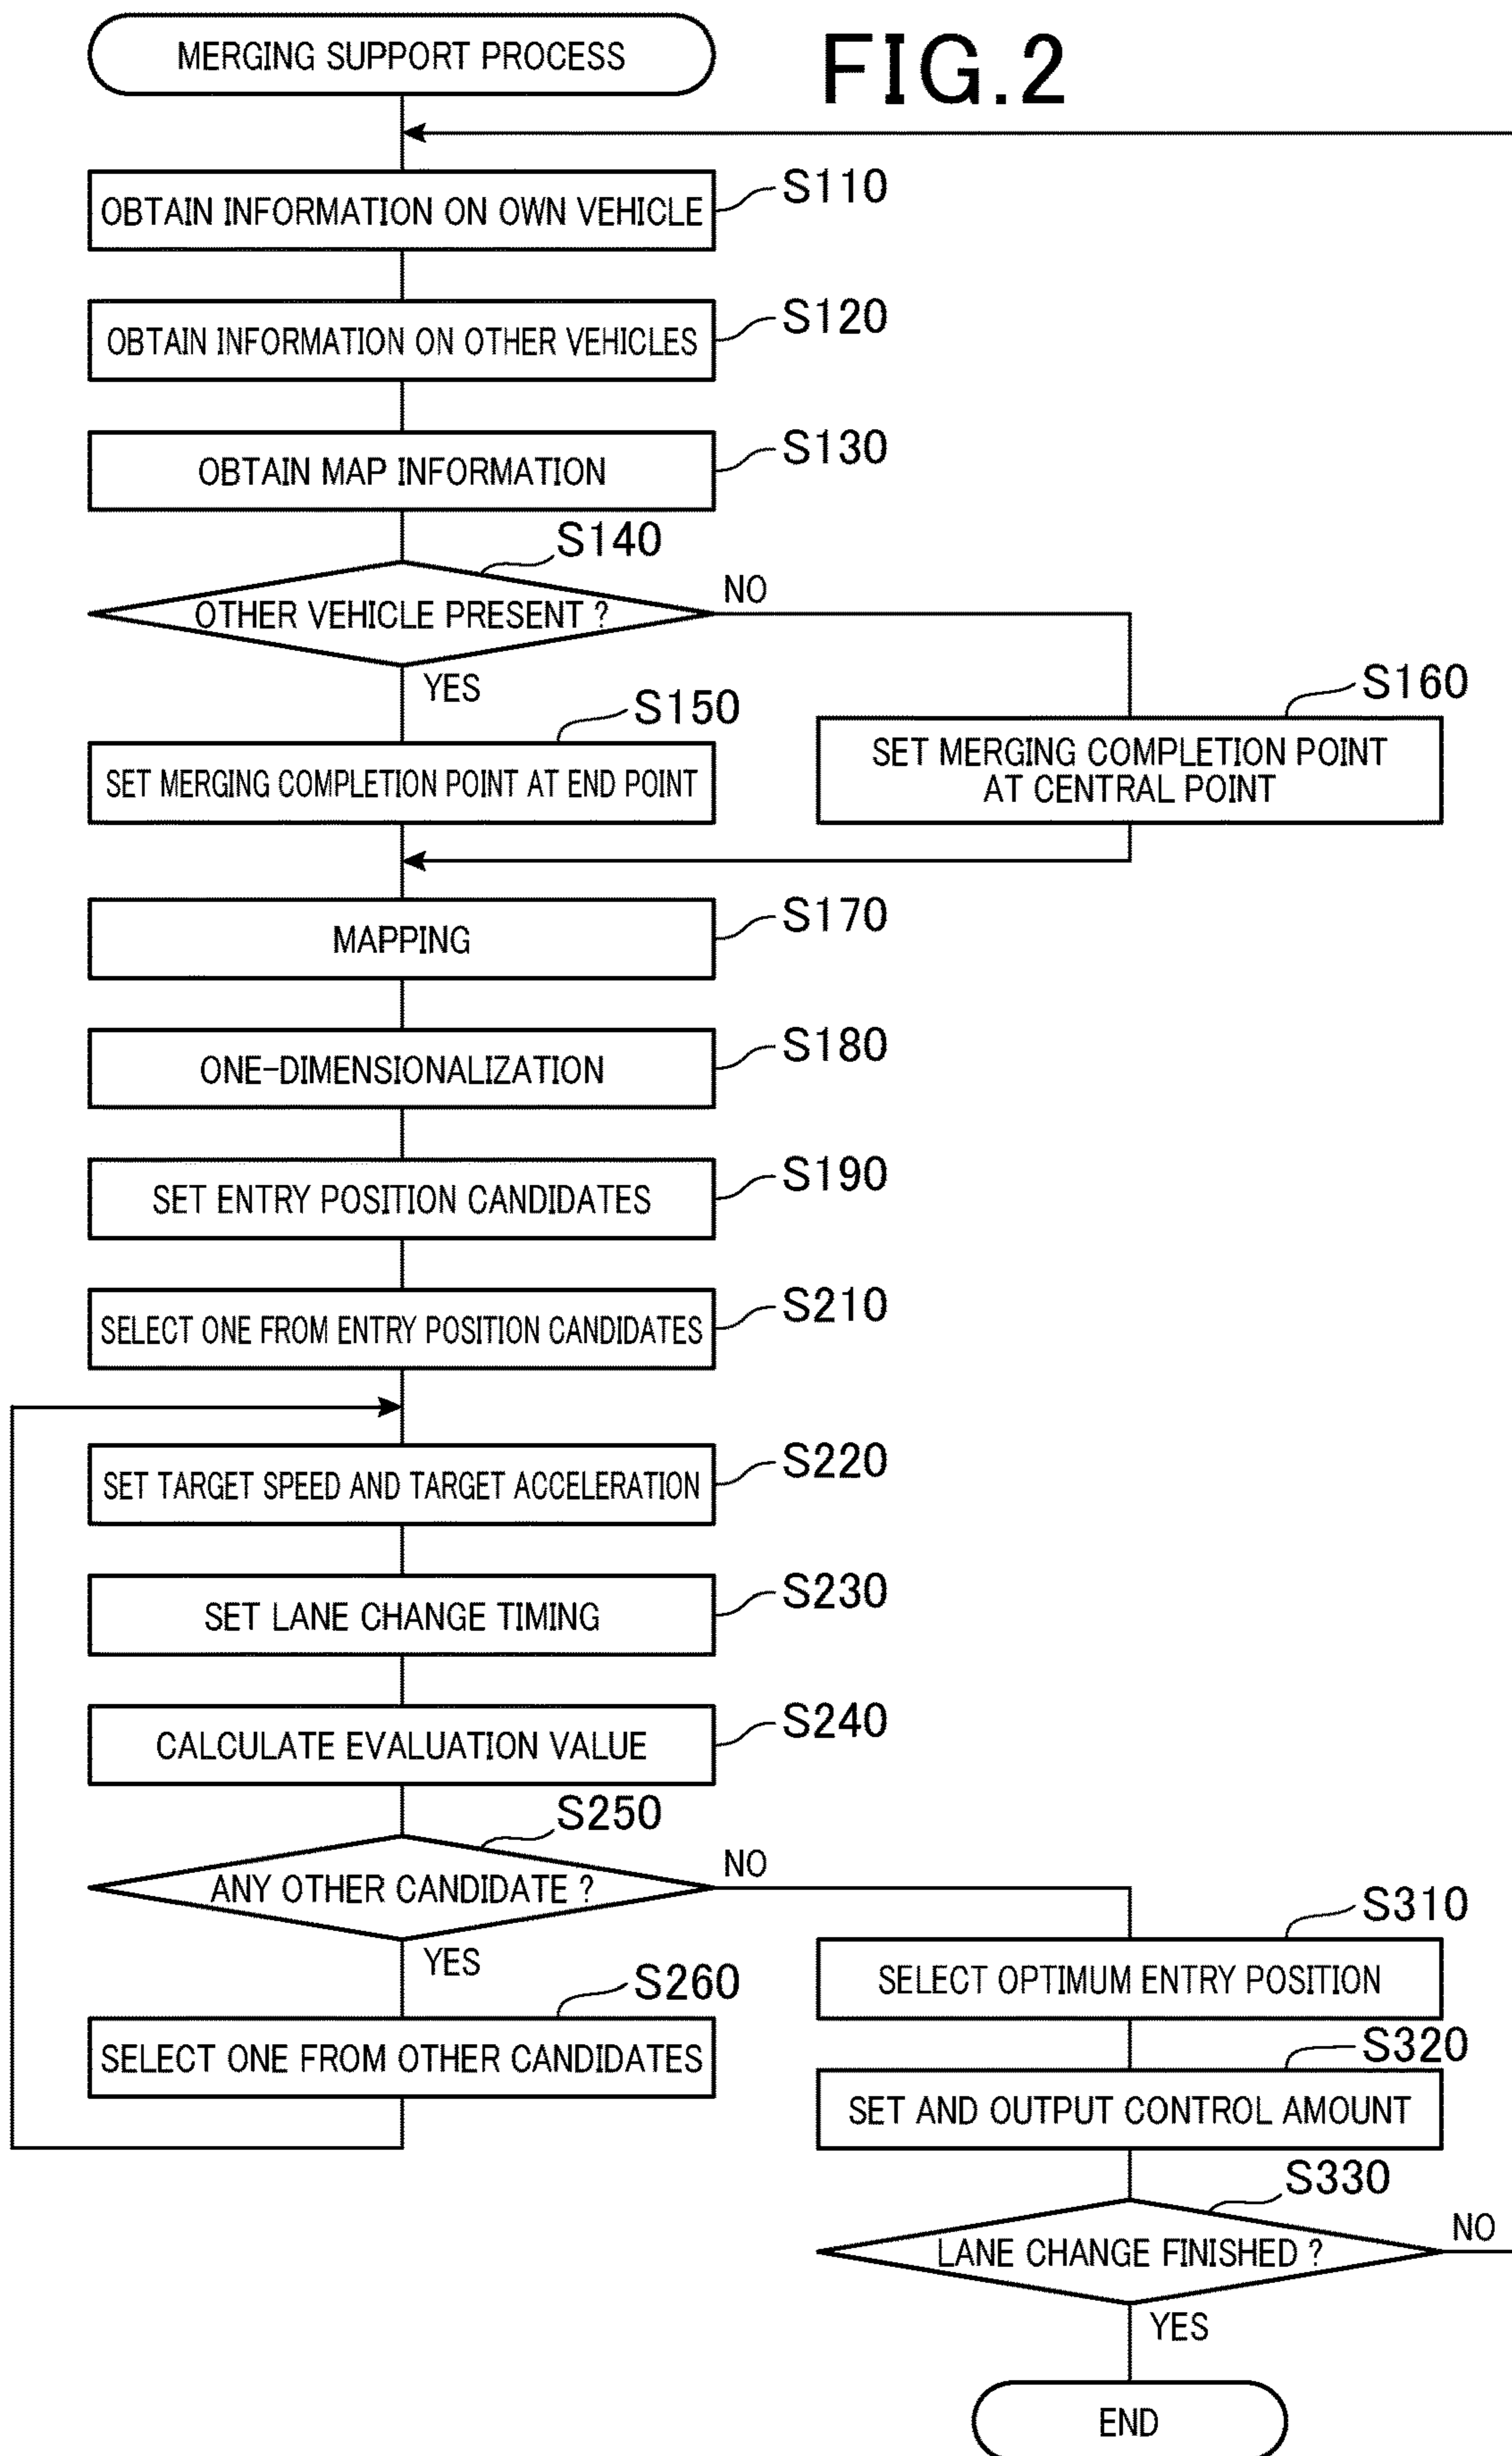 MERGING SUPPORT PROCESS
FIG.2
OBTAIN INFORMATION ON OWN VEHICLE
S110
OBTAIN INFORMATION ON OTHER VEHICLES
S120
OBTAIN MAP INFORMATION
S130
S140
OTHER VEHICLE PRESENT ?
NO
YES
S150
SET MERGING COMPLETION POINT AT END POINT
S160
SET MERGING COMPLETION POINT
AT CENTRAL POINT
MAPPING
S170
ONE-DIMENSIONALIZATION
S180
SET ENTRY POSITION CANDIDATES
S190
SELECT ONE FROM ENTRY POSITION CANDIDATES
S210
SET TARGET SPEED AND TARGET ACCELERATION
S220
SET LANE CHANGE TIMING
S230
CALCULATE EVALUATION VALUE
S240
S250
ANY OTHER CANDIDATE ?
NO
YES
S260
SELECT ONE FROM OTHER CANDIDATES
S310
SELECT OPTIMUM ENTRY POSITION
S320
SET AND OUTPUT CONTROL AMOUNT
S330
LANE CHANGE FINISHED ?
NO
YES
END